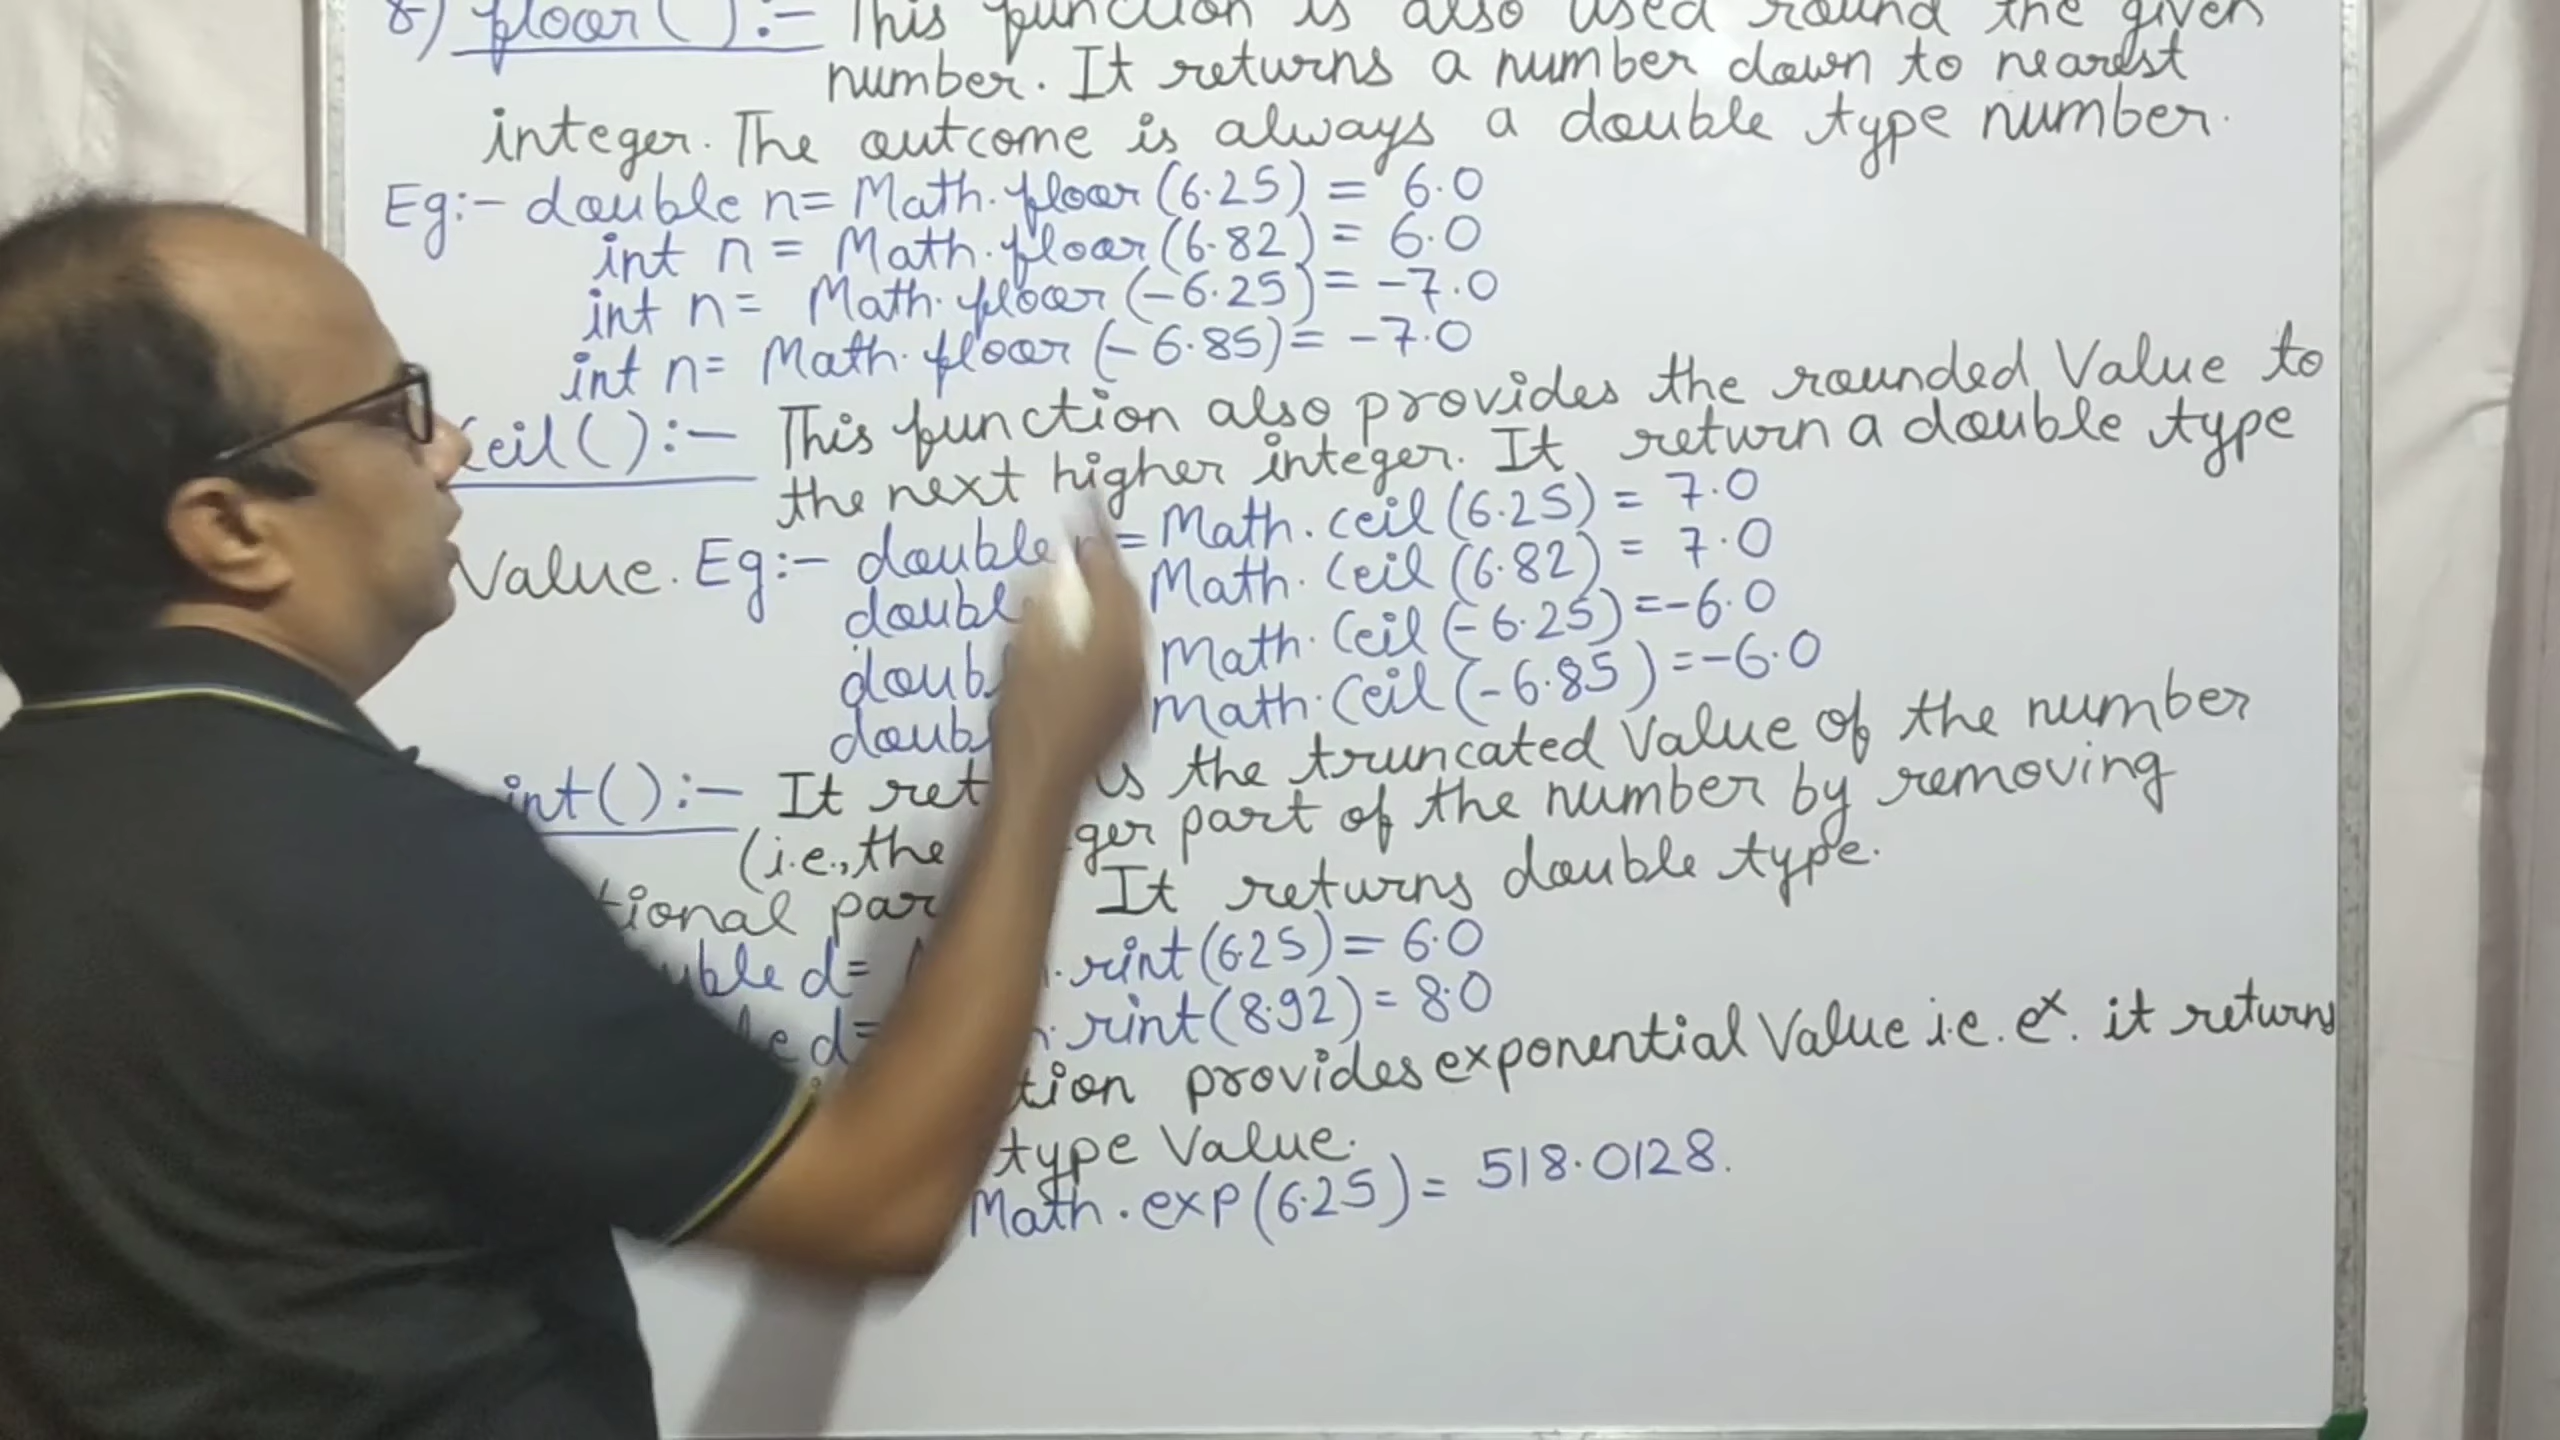 8) floor( ):- This function is also used round the given
number. It returns a number down to nearest
integer. The outcome is always a double type number.
Eg:- double n= Math.floor(6.25) = 6.0
int n = Math.floor(6.82) = 6.0
int n= Math.floor(-6.25)= -7.0
int n= Math.floor(-6.85)= -7.0
Ceil():- This function also provides the rounded Value to
the next higher integer. It return a double type
Value. Eg:- double = Math.ceil(6.25) = 7.0
Math.Ceil(6.82) = 7.0
Math.Ceil(-6.25)=-6.0
Math.Ceil(-6.85)=-6.0
int():- It is the truncated Value of the number
(i.e.,the part of the number by removing
It returns double type.
d= .rint(6.25)= 6.0
d= .rint(8.92)= 8.0
provides exponential Value i.e. eˣ. it returns
type Value.
Math.exp(6.25)= 518.0128.